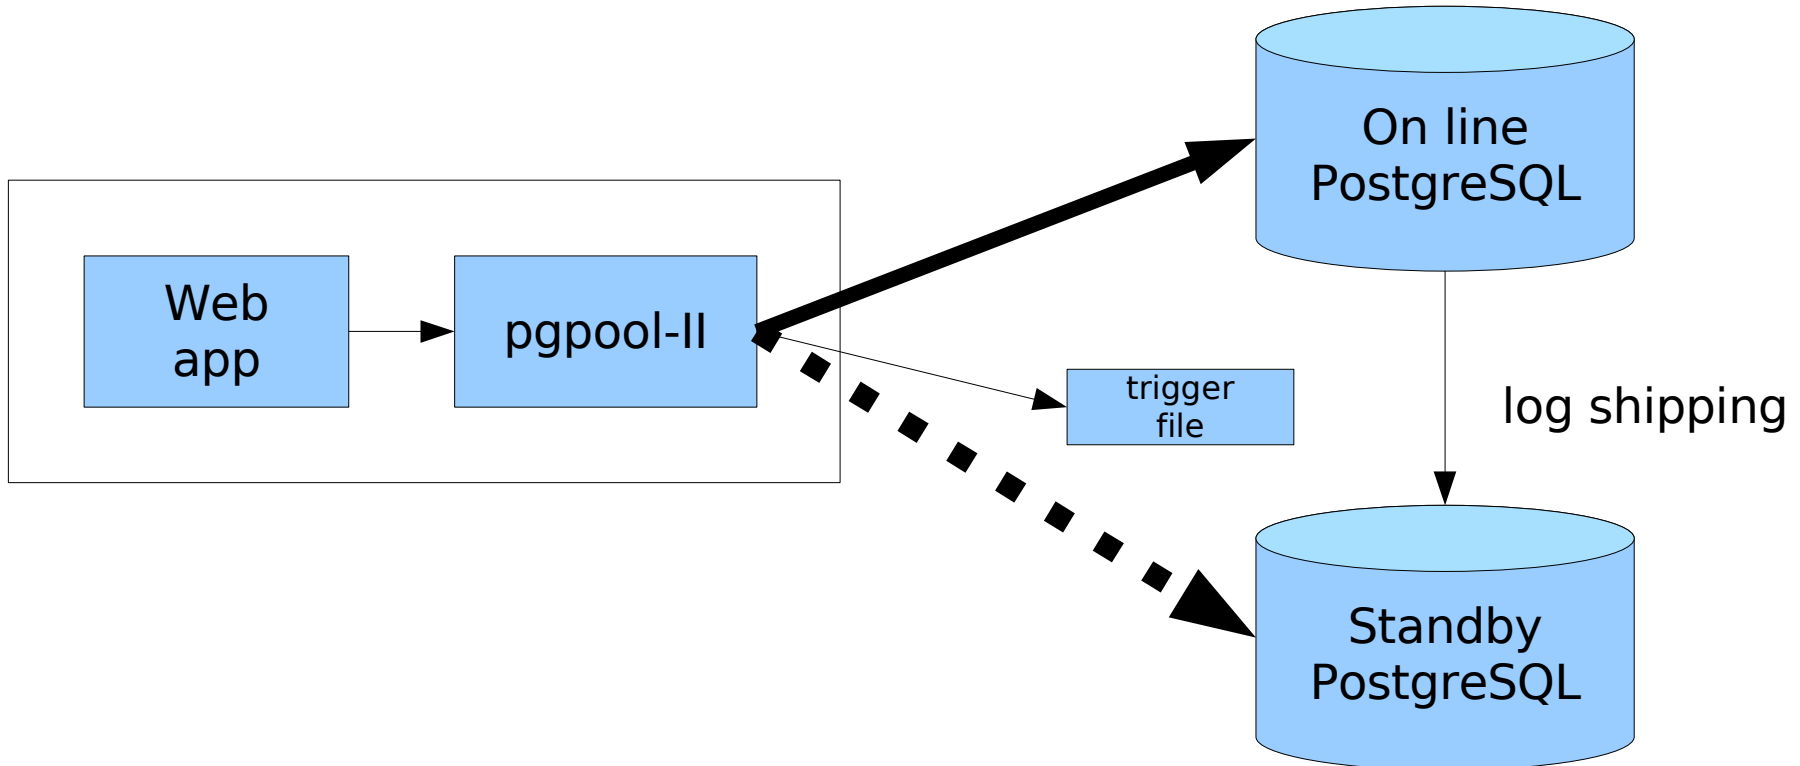 On line
PostgreSQL
Web
app
pgpool-II
trigger
file
log shipping
Standby
PostgreSQL